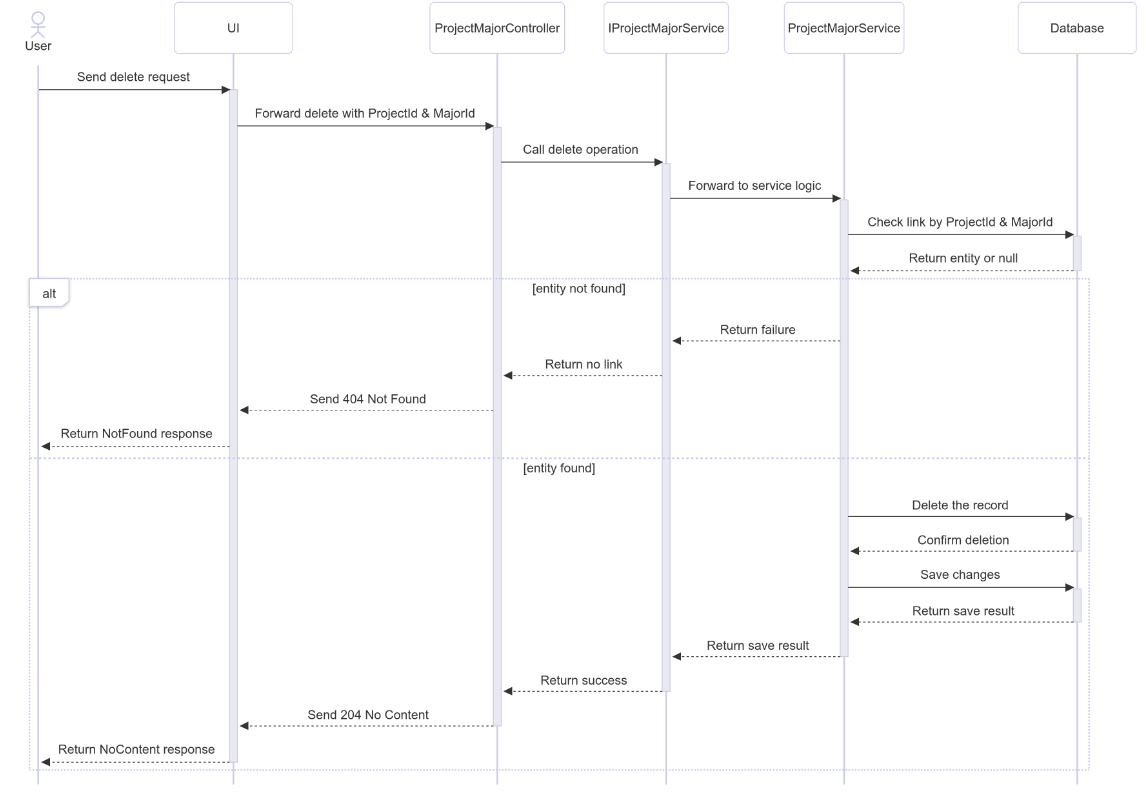 User
UI
ProjectMajorController
IProjectMajorService
ProjectMajorService
Database
Send delete request
Forward delete with ProjectId & MajorId
Call delete operation
Forward to service logic
Check link by ProjectId & MajorId
Return entity or null
alt
[entity not found]
Return failure
Return no link
Send 404 Not Found
Return NotFound response
[entity found]
Delete the record
Confirm deletion
Save changes
Return save result
Return save result
Return success
Send 204 No Content
Return NoContent response